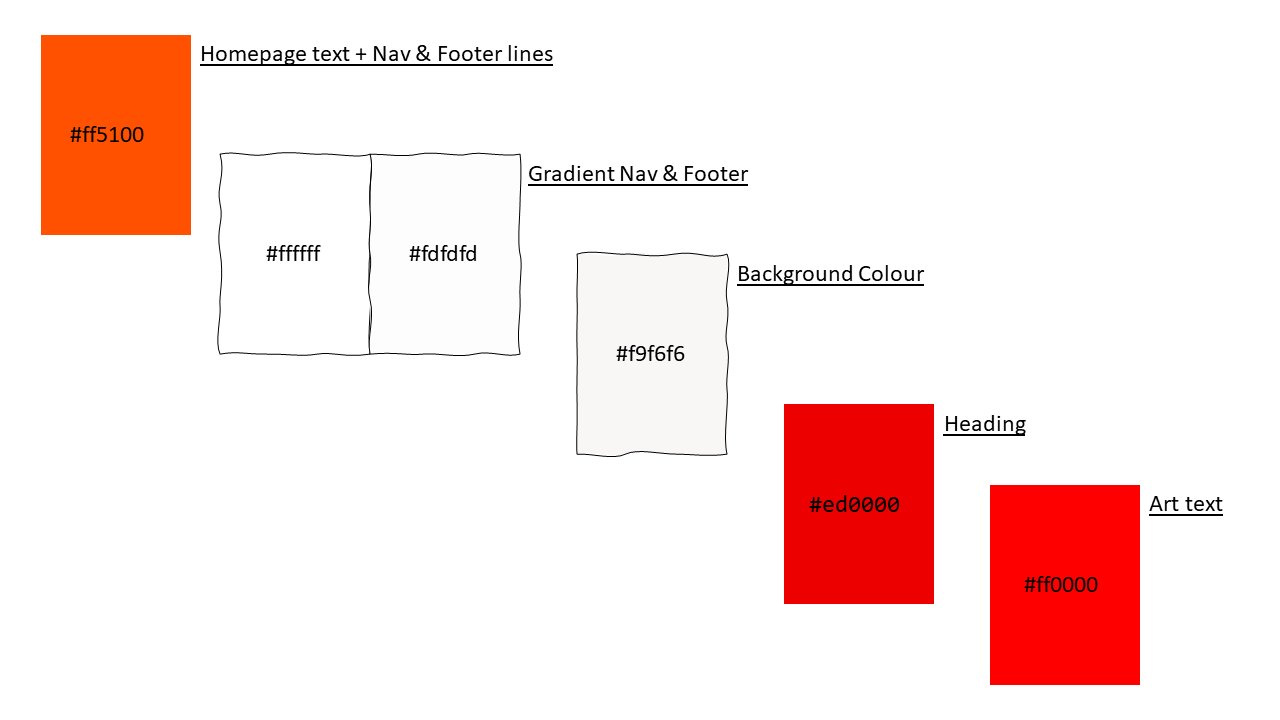 Homepage text + Nav & Footer lines
#ff5100
Gradient Nav & Footer
#ffffff
#fdfdfd
Background Colour
#f9f6f6
Heading
#ed0000
Art text
#ff0000